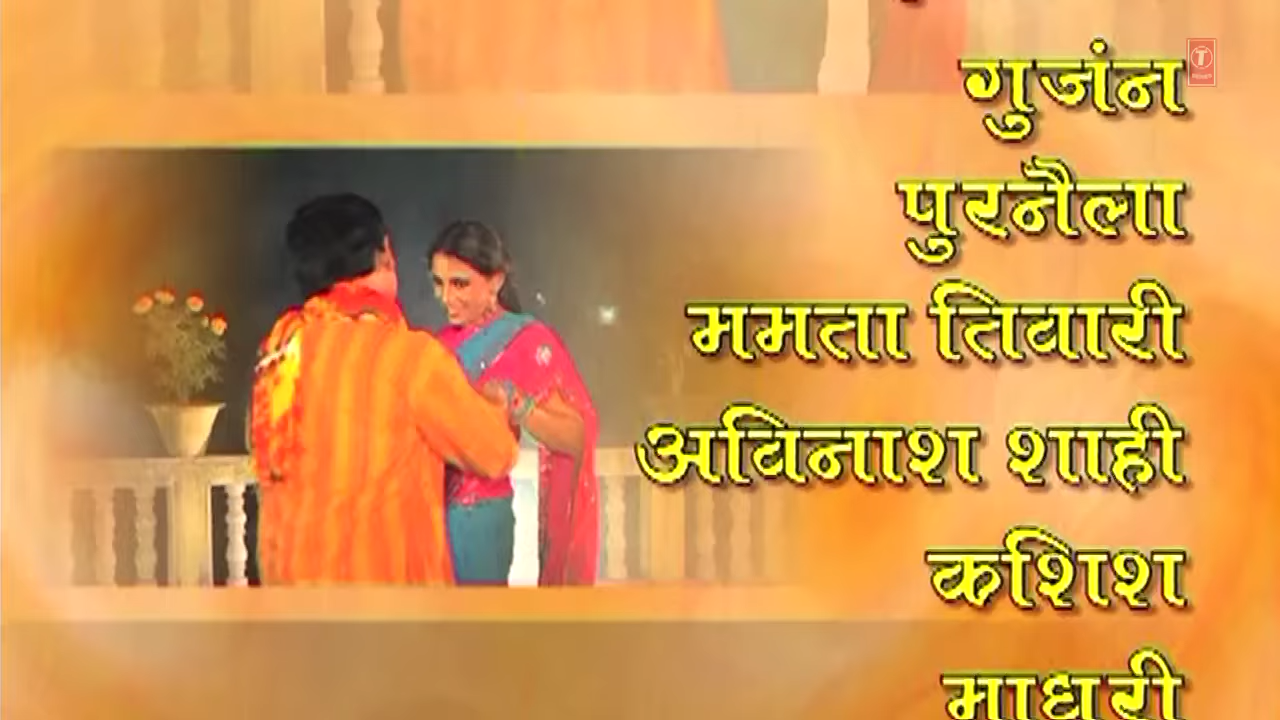 गुजंन
पुरनैला
ममता तिवारी
अविनाश शाही
कशिश
माधुरी